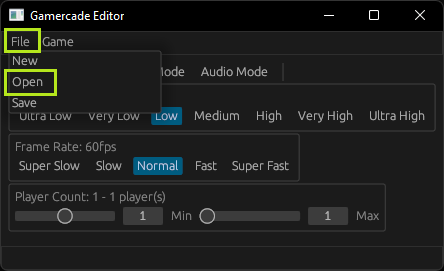 Gamercade Editor
File Game
New
Mode Audio Mode
Open
Save
Ultra Low Very Low Low Medium High Very High Ultra High
Frame Rate: 60fps
Super Slow Slow Normal Fast Super Fast
Player Count: 1 - 1 player(s)
1 Min 1 Max